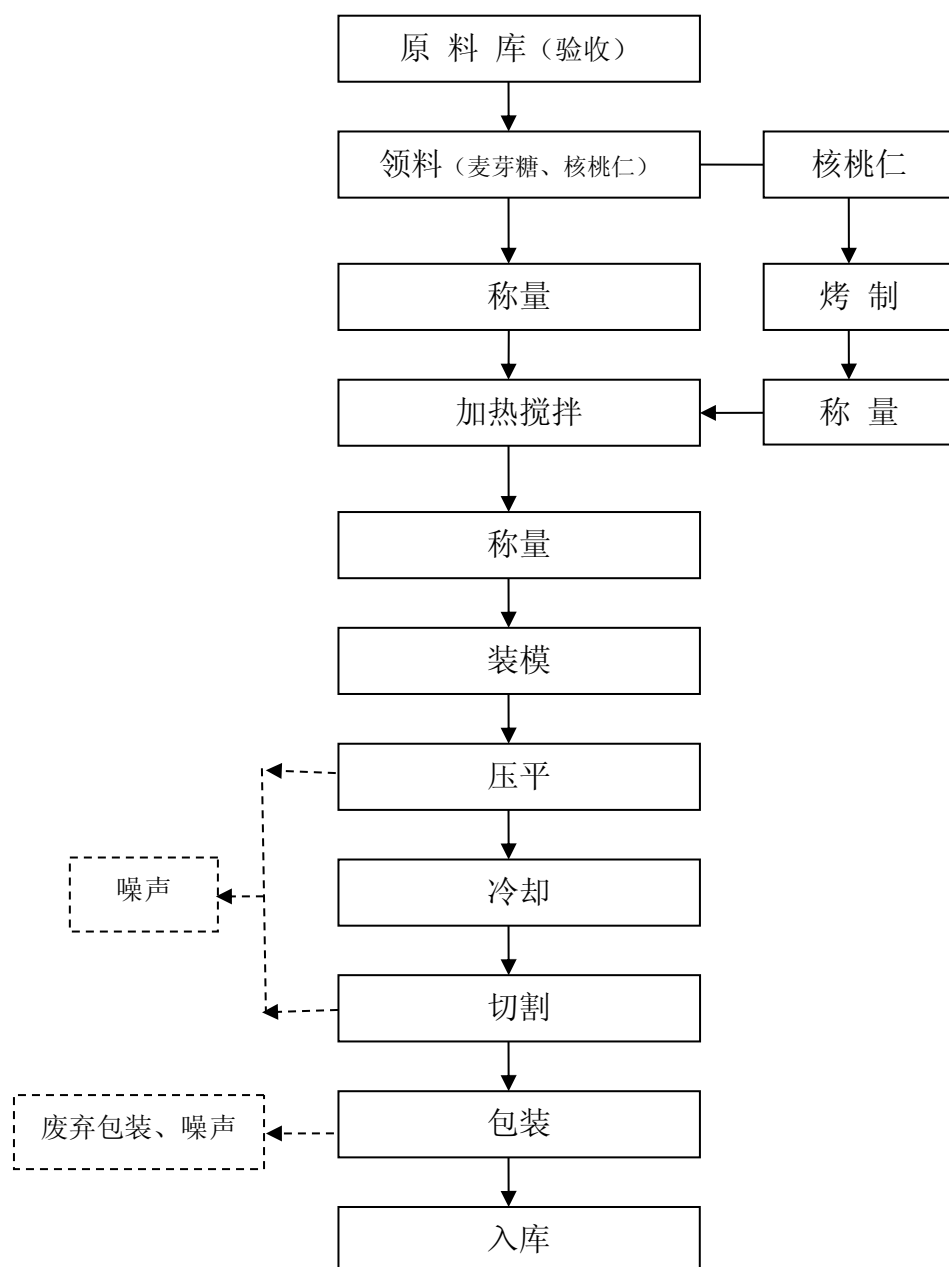 原 料 库（验收）
领料（麦芽糖、核桃仁）
核桃仁
称量
烤 制
加热搅拌
称 量
称量
装模
压平
噪声
冷却
切割
废弃包装、噪声
包装
入库